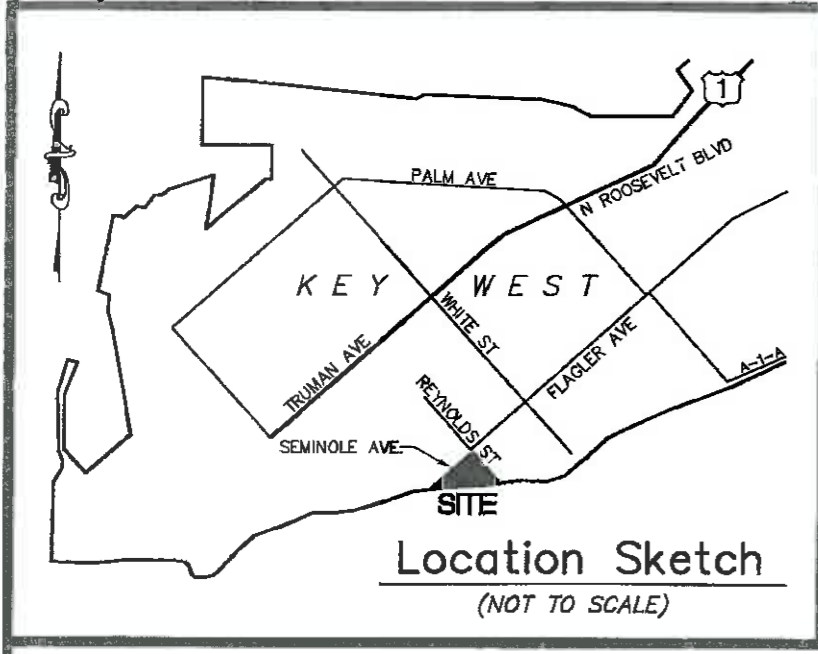 1
PALM AVE
N ROOSEVELT BLVD
KEY WEST
WHITE ST
TRUMAN AVE
FLAGLER AVE
A-1-A
REYNOLDS ST
SEMINOLE AVE.
SITE
Location Sketch
(NOT TO SCALE)